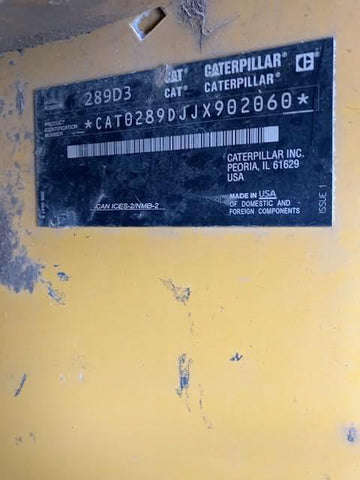 CAT CATERPILLAR C
289D3 CAT CATERPILLAR
PRODUCT
IDENTIFICATION
NUMBER
*CAT0289DJJX902060*
CATERPILLAR INC.
PEORIA, IL 61629
USA
MADE IN USA
OF DOMESTIC AND
FOREIGN COMPONENTS
CAN ICES-2/NMB-2
ISSUE 1